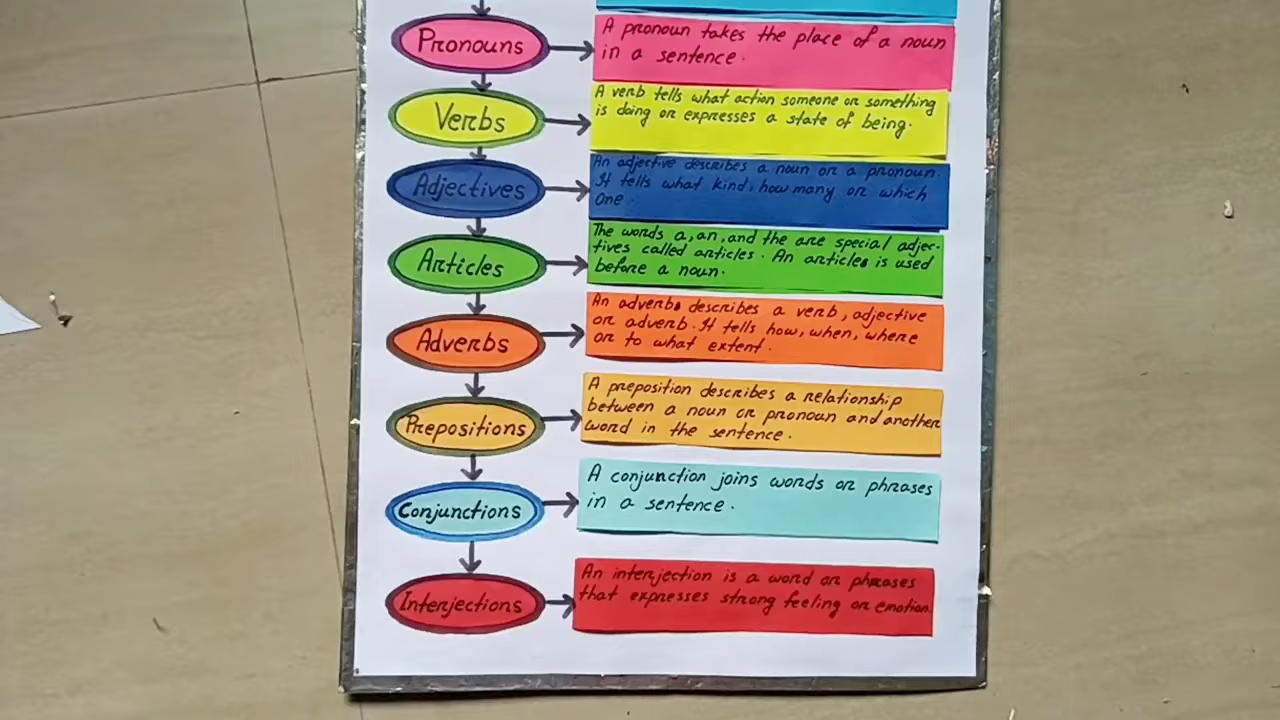 Pronouns
A pronoun takes the place of a noun
in a sentence.
Verbs
A verb tells what action someone or something
is doing or expresses a state of being.
Adjectives
An adjective describes a noun or a pronoun.
It tells what kind, how many or which
one.
Articles
The words a, an, and the are special adjec-
tives called articles. An articles is used
before a noun.
Adverbs
An adverbs describes a verb, adjective
or adverb. It tells how, when, where
or to what extent.
Prepositions
A preposition describes a relationship
between a noun or pronoun and another
word in the sentence.
Conjunctions
A conjunction joins words or phrases
in a sentence.
Interjections
An interjection is a word or phrases
that expresses strong feeling or emotion.